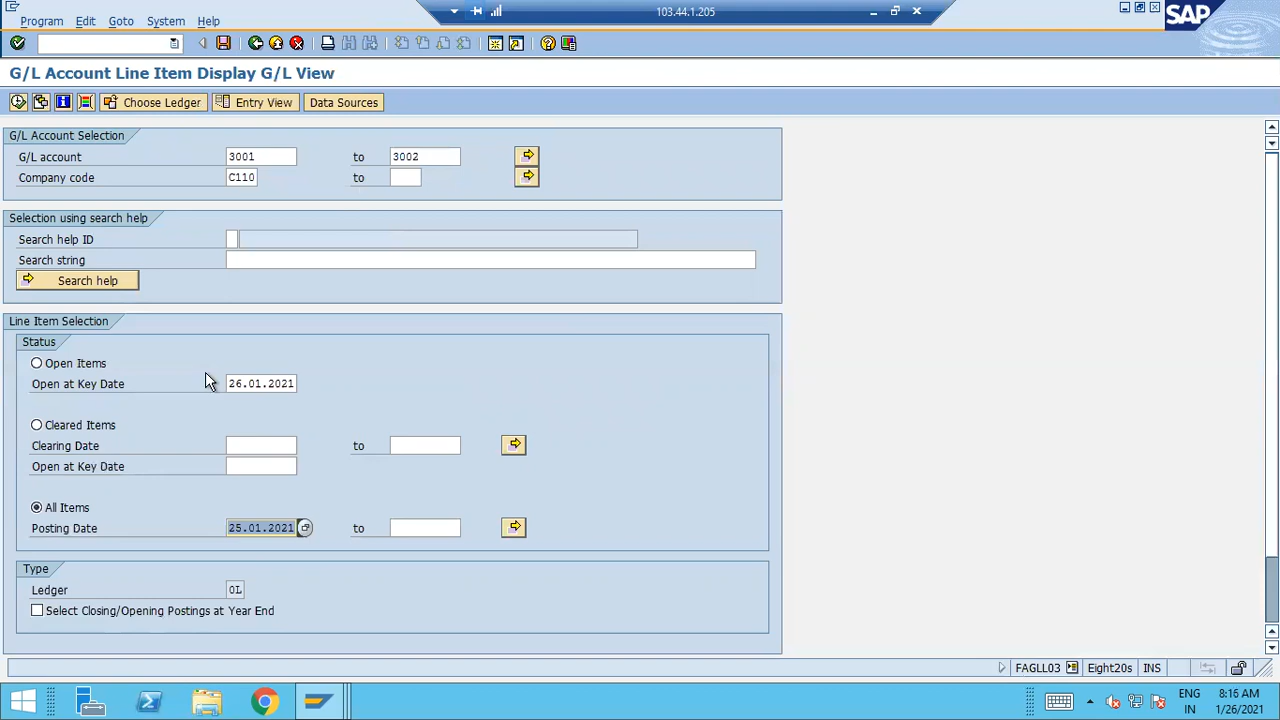 103.44.1.205
Program Edit Goto System Help
SAP
G/L Account Line Item Display G/L View
Choose Ledger Entry View Data Sources
G/L Account Selection
G/L account 3001 to 3002
Company code C110 to
Selection using search help
Search help ID
Search string
Search help
Line Item Selection
Status
Open Items
Open at Key Date 26.01.2021
Cleared Items
Clearing Date to
Open at Key Date
All Items
Posting Date 25.01.2021 to
Type
Ledger 0L
Select Closing/Opening Postings at Year End
FAGLL03 Eight20s INS
ENG 8:16 AM
IN 1/26/2021